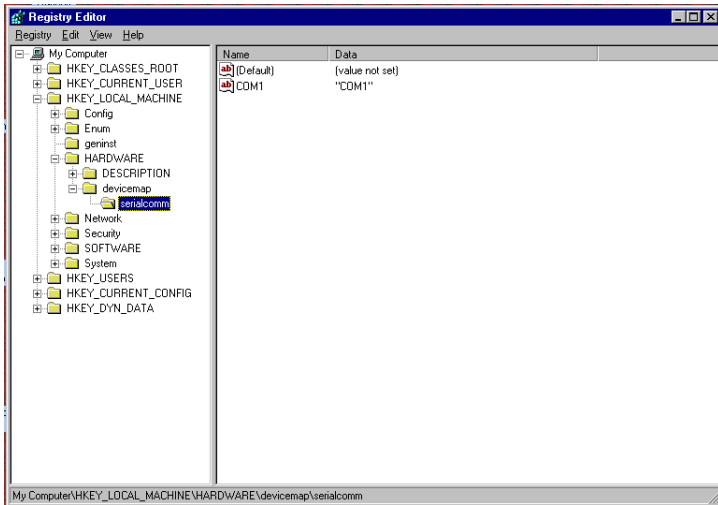 Registry Editor
Registry Edit View Help
My Computer
HKEY_CLASSES_ROOT
HKEY_CURRENT_USER
HKEY_LOCAL_MACHINE
Config
Enum
geninst
HARDWARE
DESCRIPTION
devicemap
serialcomm
Network
Security
SOFTWARE
System
HKEY_USERS
HKEY_CURRENT_CONFIG
HKEY_DYN_DATA
Name Data
ab (Default) (value not set)
ab COM1 "COM1"
My Computer\HKEY_LOCAL_MACHINE\HARDWARE\devicemap\serialcomm